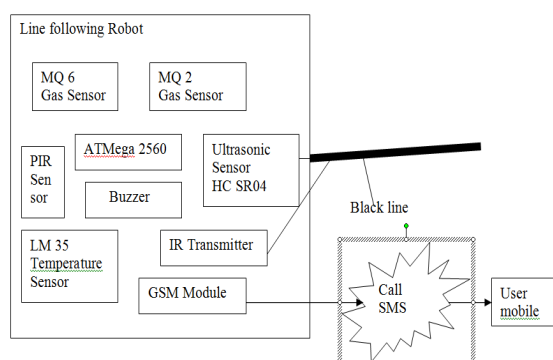 Line following Robot
MQ 6
Gas Sensor
MQ 2
Gas Sensor
ATMega 2560
PIR
Sen
sor
Buzzer
Ultrasonic
Sensor
HC SR04
Black line
LM 35
Temperature
Sensor
IR Transmitter
GSM Module
Call
SMS
User
mobile